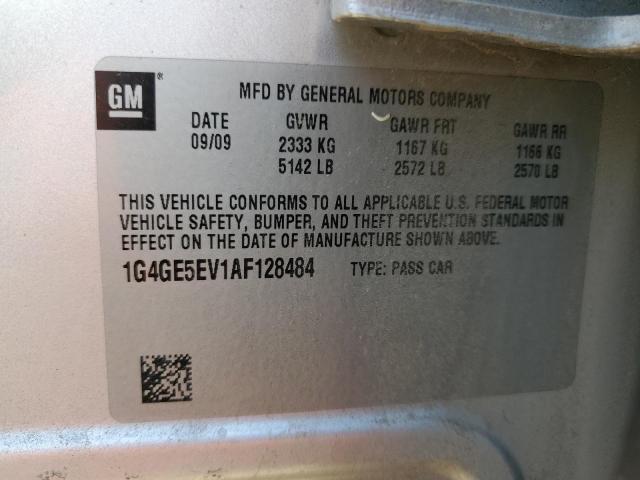 GM ®
MFD BY GENERAL MOTORS COMPANY
DATE GVWR GAWR FRT GAWR RR
09/09 2333 KG 1167 KG 1166 KG
5142 LB 2572 LB 2570 LB
THIS VEHICLE CONFORMS TO ALL APPLICABLE U.S. FEDERAL MOTOR
VEHICLE SAFETY, BUMPER, AND THEFT PREVENTION STANDARDS IN
EFFECT ON THE DATE OF MANUFACTURE SHOWN ABOVE.
1G4GE5EV1AF128484 TYPE: PASS CAR